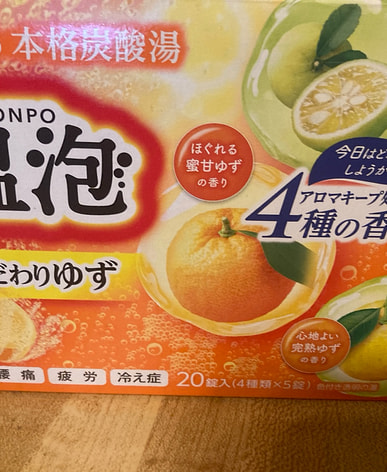 本格炭酸湯
ONPO
温泡
だわりゆず
ほぐれる
蜜甘ゆず
の香り
今日はど
しようか
アロマキープ
4種の香
心地よい
完熟ゆず
の香り
腰痛
疲労
冷え症
20錠入(4種類×5錠)